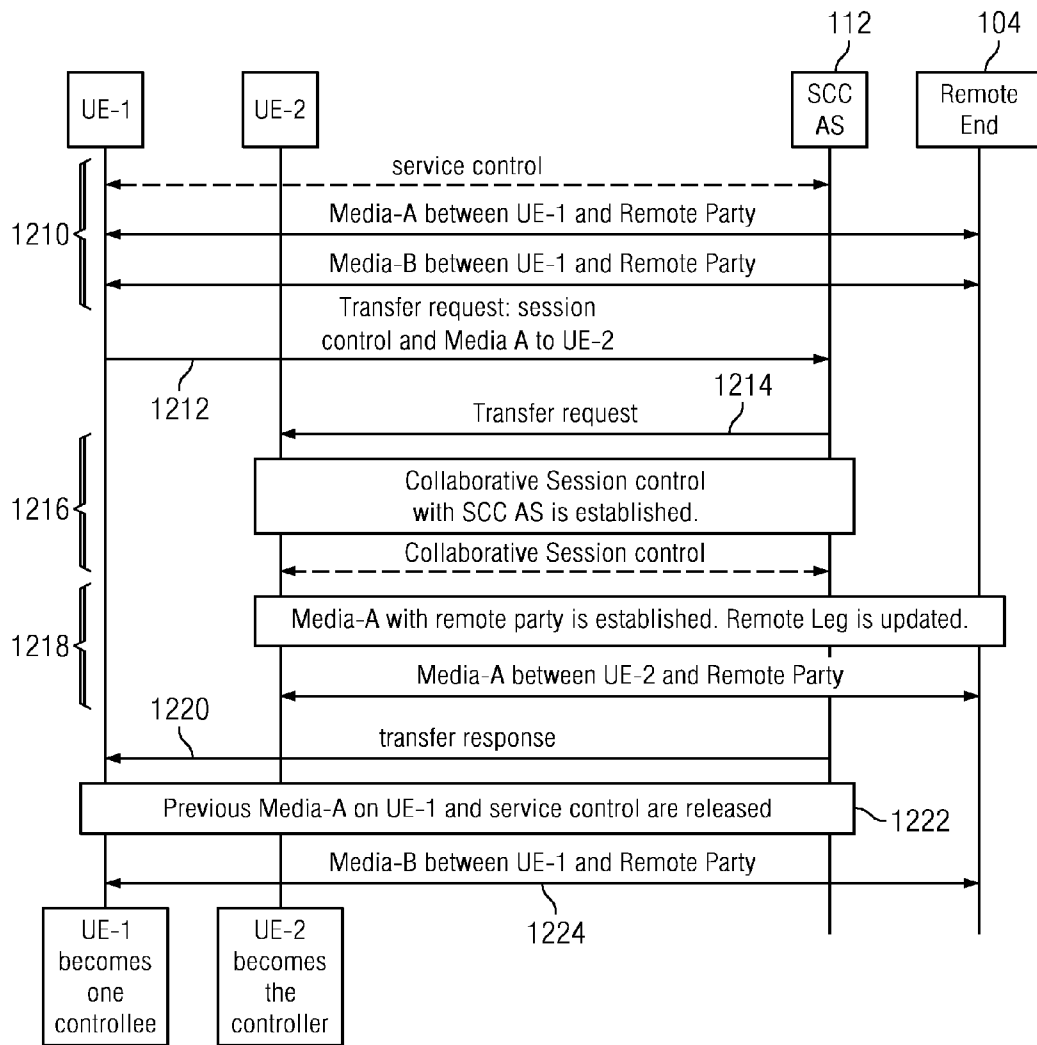 112
104
UE-1
UE-2
SCC
AS
Remote
End
service control
1210
Media-A between UE-1 and Remote Party
Media-B between UE-1 and Remote Party
Transfer request: session
control and Media A to UE-2
1212
1214
Transfer request
1216
Collaborative Session control
with SCC AS is established.
Collaborative Session control
1218
Media-A with remote party is established. Remote Leg is updated.
Media-A between UE-2 and Remote Party
1220
transfer response
Previous Media-A on UE-1 and service control are released
1222
Media-B between UE-1 and Remote Party
1224
UE-1
becomes
one
controllee
UE-2
becomes
the
controller